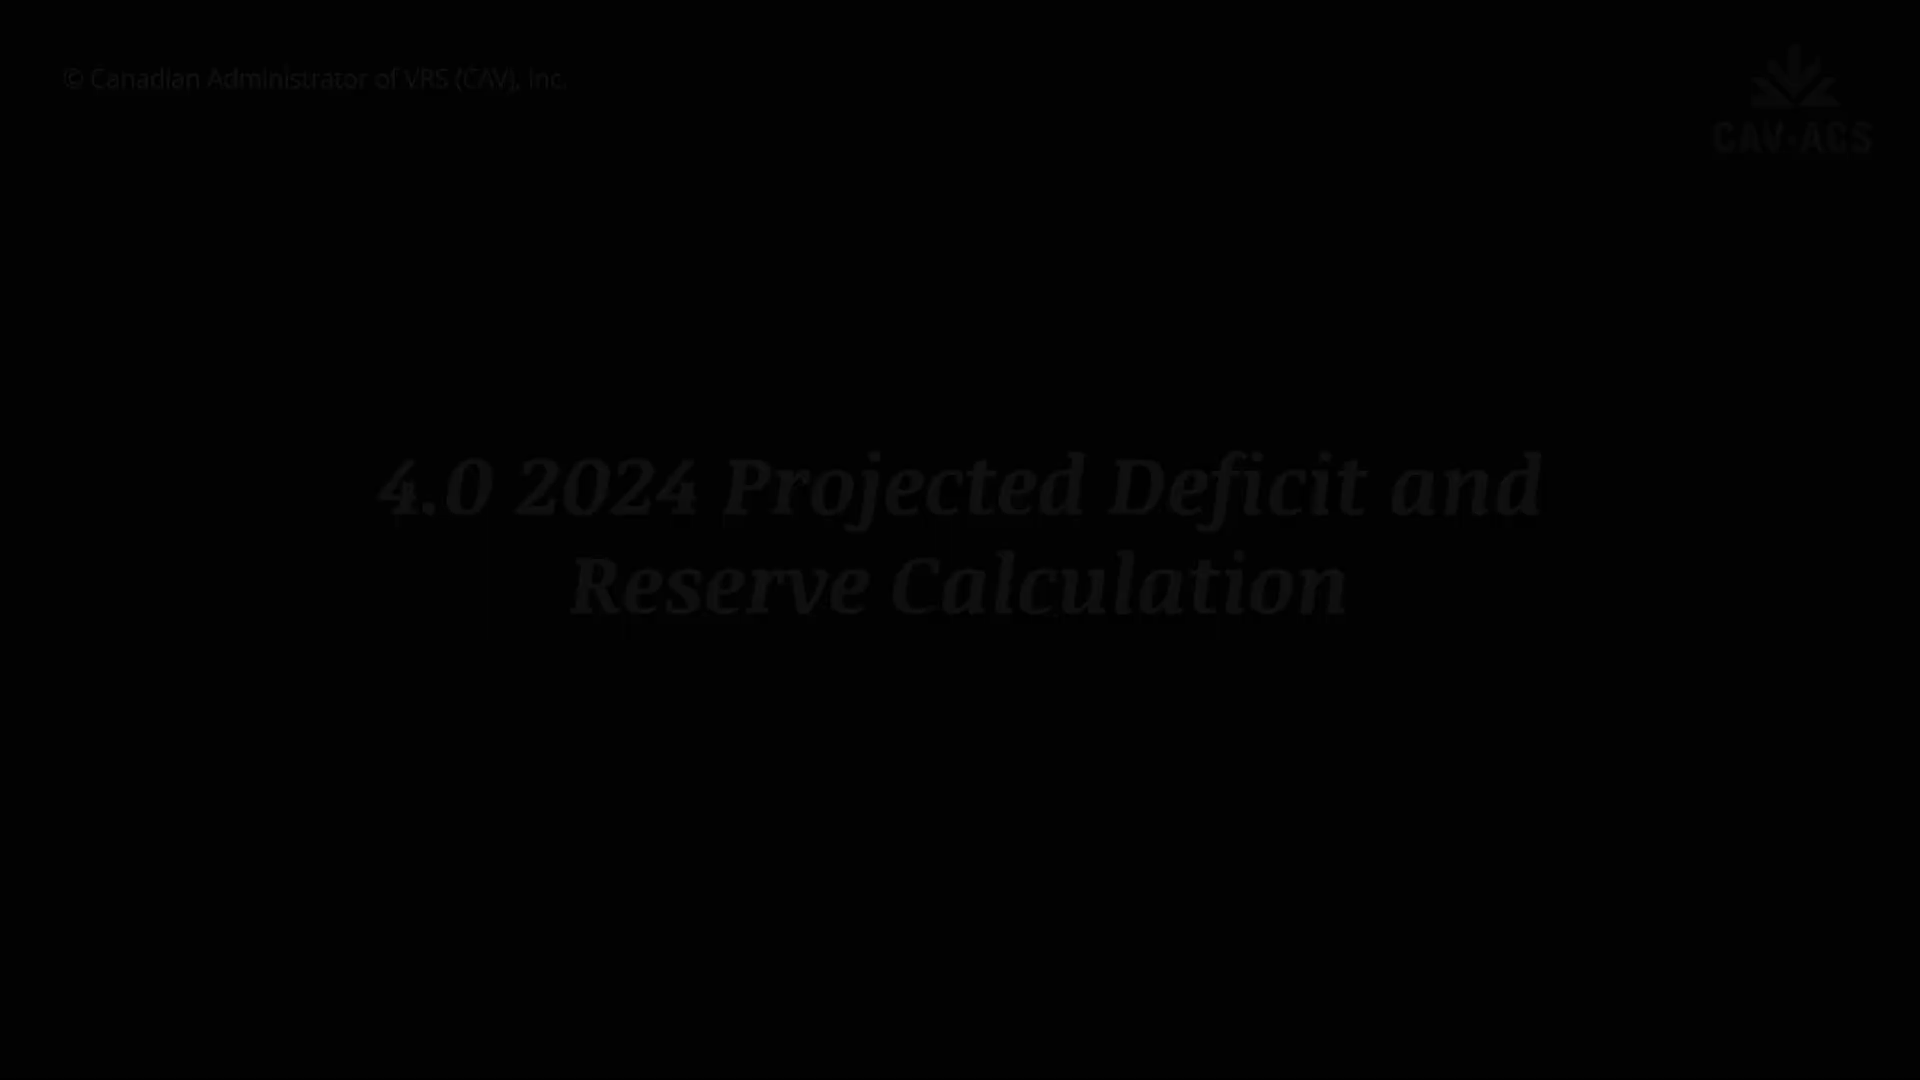 © Canadian Administrator of VRS (CAV), Inc.
CAV·ACS
4.0 2024 Projected Deficit and
Reserve Calculation